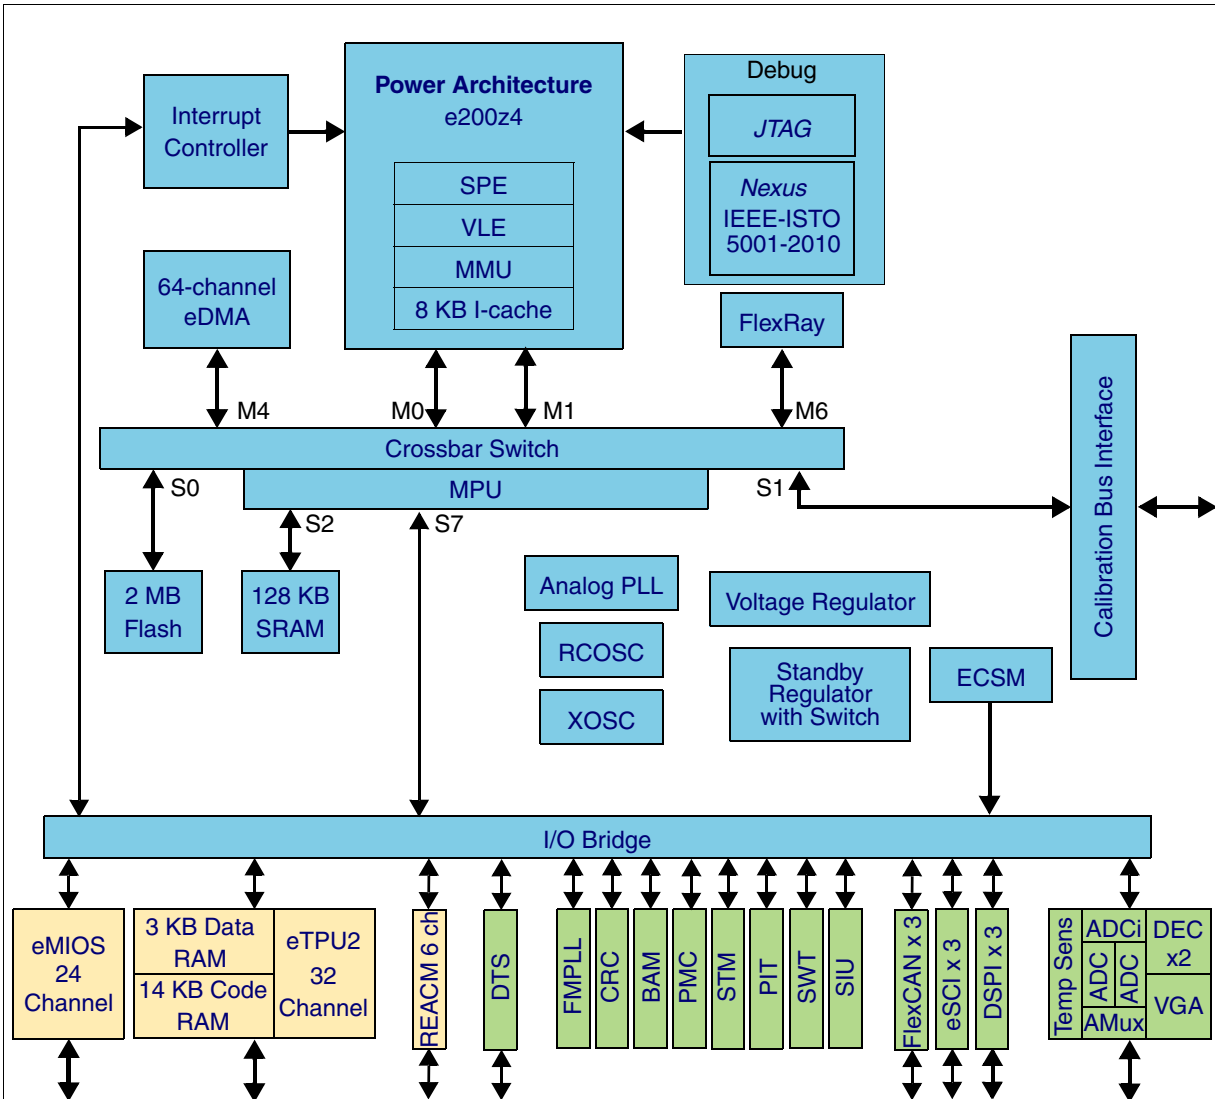 Power Architecture
e200z4
SPE
VLE
MMU
8 KB I-cache
Interrupt
Controller
Debug
JTAG
Nexus
IEEE-ISTO
5001-2010
64-channel
eDMA
FlexRay
M4
M0
M1
M6
Crossbar Switch
MPU
S0
S2
S7
S1
Calibration Bus Interface
2 MB
Flash
128 KB
SRAM
Analog PLL
RCOSC
XOSC
Voltage Regulator
Standby
Regulator
with Switch
ECSM
I/O Bridge
eMIOS
24
Channel
3 KB Data
RAM
14 KB Code
RAM
eTPU2
32
Channel
REACM 6 ch
DTS
FMPLL
CRC
BAM
PMC
STM
PIT
SWT
SIU
FlexCAN x 3
eSCI x 3
DSPI x 3
Temp Sens
ADCi
ADC
ADC
AMux
DEC
x2
VGA